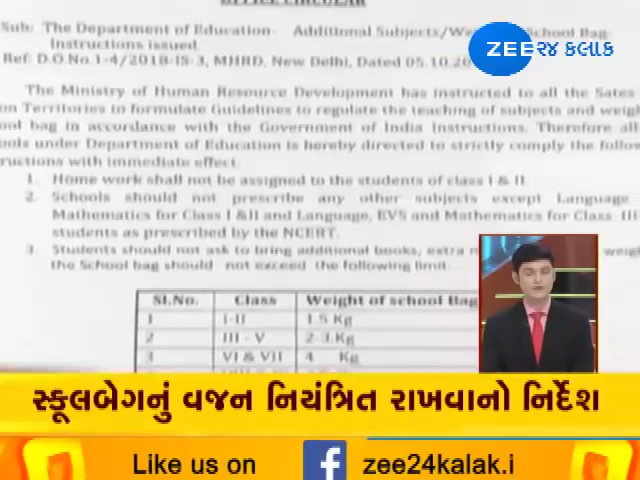 OFFICE CIRCULAR
Sub: The Department of Education- Additional Subjects/We School Bag-
Instructions issued
Ref: D.O.No.1-4/2018-IS-3, MHRD, New Delhi, Dated 05.10.20
ZEE ૨૪ કલાક
The Ministry of Human Resource Development has instructed to all the Sates
on Territories to formulate Guidelines to regulate the teaching of subjects and weigh
ool bag in accordance with the Government of India Instructions. Therefore all
ools under Department of Education is hereby directed to strictly comply the follow
ructions with immediate effect.
1. Home work shall not be assigned to the students of class I & II.
2. Schools should not prescribe any other subjects except Language
Mathematics for Class I &II and Language, EVS and Mathematics for Class III
students as prescribed by the NCERT.
3. Students should not ask to bring additional books, extra weigh
the School bag should not exceed the following limit.
Sl.No. Class Weight of school Bag
1 I-II 1.5 Kg
2 III - V 2-3 Kg
3 VI & VII 4 Kg
સ્કૂલબેગનું વજન નિયંત્રિત રાખવાનો નિર્દેશ
Like us on f zee24kalak.i